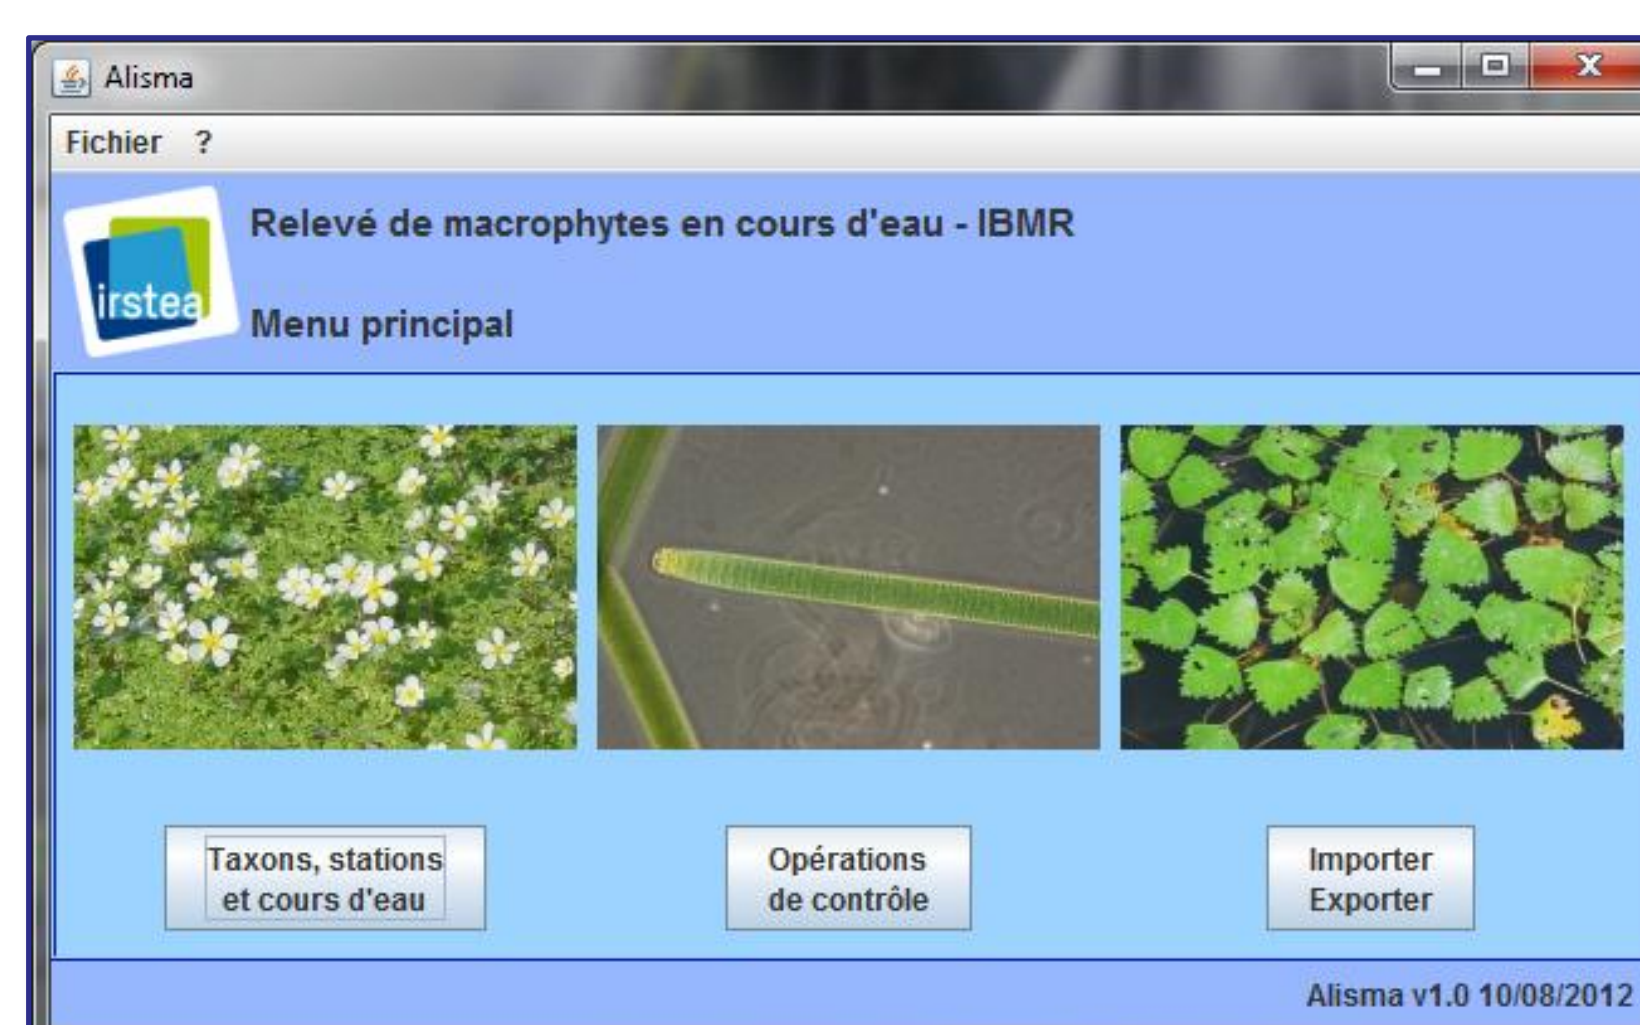 Alisma
Fichier ?
Relevé de macrophytes en cours d'eau - IBMR
irstea
Menu principal
Taxons, stations
et cours d'eau
Opérations
de contrôle
Importer
Exporter
Alisma v1.0 10/08/2012